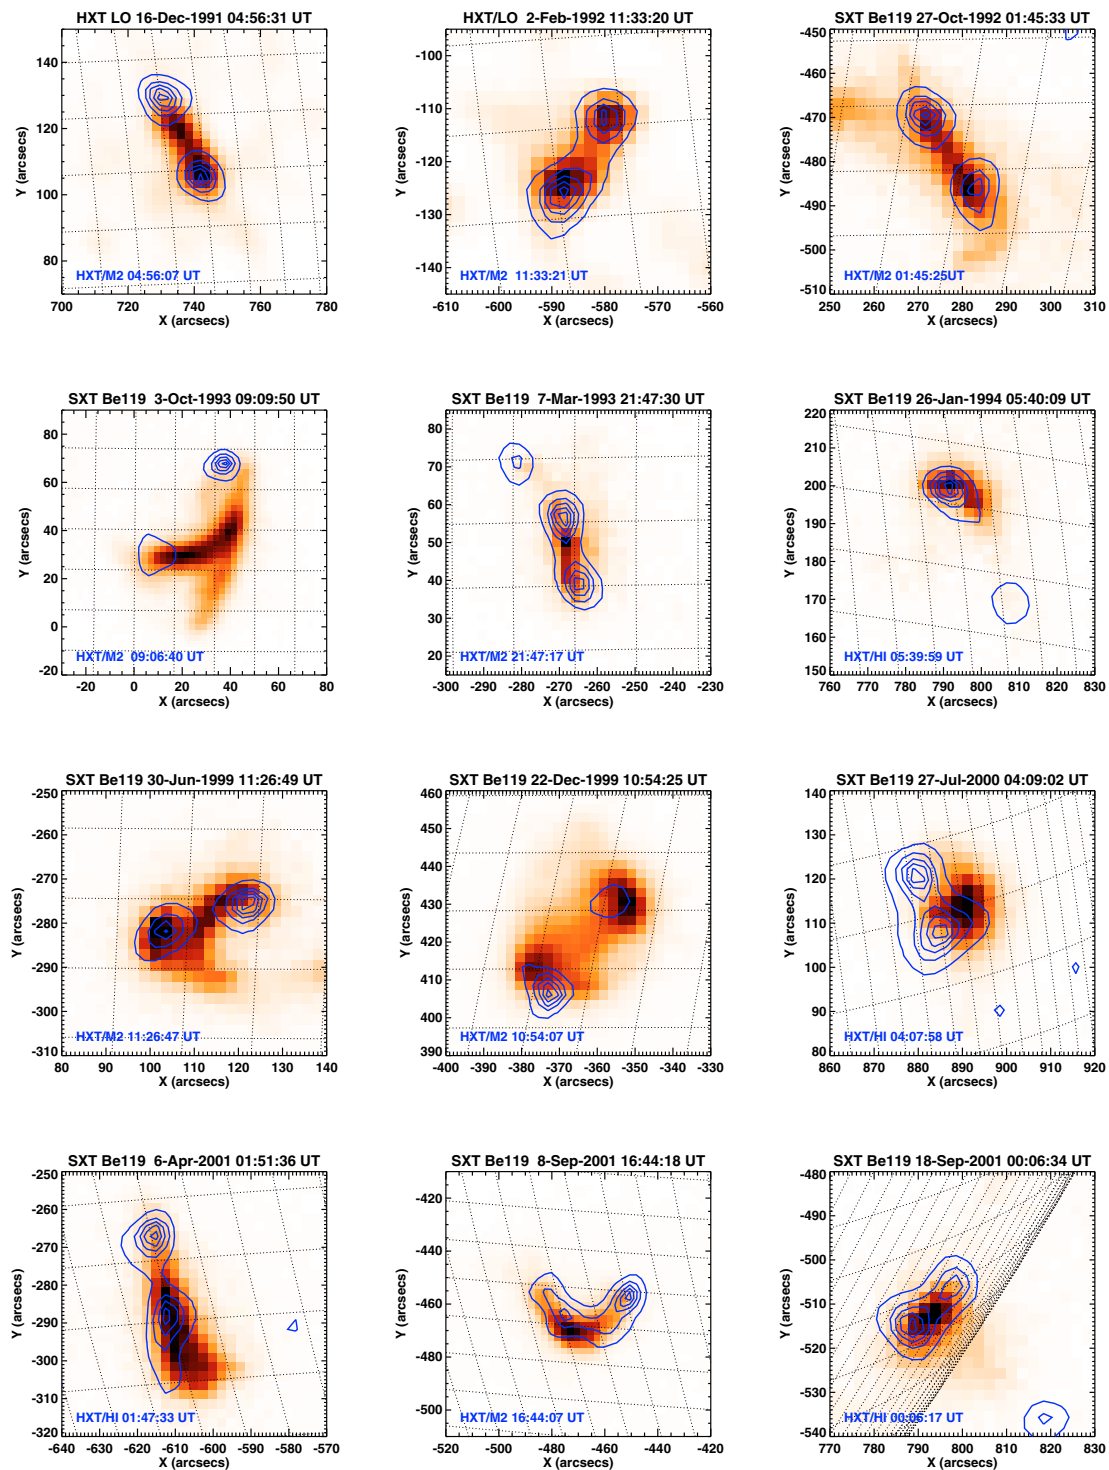 HXT LO 16-Dec-1991 04:56:31 UT
HXT/LO 2-Feb-1992 11:33:20 UT
SXT Be119 27-Oct-1992 01:45:33 UT
Y (arcsecs)
140
120
100
80
HXT/M2 04:56:07 UT
700 720 740 760 780
X (arcsecs)
Y (arcsecs)
-100
-110
-120
-130
-140
HXT/M2 11:33:21UT
-610 -600 -590 -580 -570 -560
X (arcsecs)
Y (arcsecs)
-450
-460
-470
-480
-490
-500
-510
HXT/M2 01:45:25UT
250 260 270 280 290 300 310
X (arcsecs)
SXT Be119 3-Oct-1993 09:09:50 UT
SXT Be119 7-Mar-1993 21:47:30 UT
SXT Be119 26-Jan-1994 05:40:09 UT
Y (arcsecs)
80
60
40
20
0
-20
HXT/M2 09:06:40 UT
-20 0 20 40 60 80
X (arcsecs)
Y (arcsecs)
80
70
60
50
40
30
20
HXT/M2 21:47:17 UT
-300 -290 -280 -270 -260 -250 -240 -230
X (arcsecs)
Y (arcsecs)
220
210
200
190
180
170
160
150
HXT/HI 05:39:59 UT
760 770 780 790 800 810 820 830
X (arcsecs)
SXT Be119 30-Jun-1999 11:26:49 UT
SXT Be119 22-Dec-1999 10:54:25 UT
SXT Be119 27-Jul-2000 04:09:02 UT
Y (arcsecs)
-250
-260
-270
-280
-290
-300
-310
HXT/M2 11:26:47 UT
80 90 100 110 120 130 140
X (arcsecs)
Y (arcsecs)
460
450
440
430
420
410
400
390
HXT/M2 10:54:07 UT
-400 -390 -380 -370 -360 -350 -340 -330
X (arcsecs)
Y (arcsecs)
140
130
120
110
100
90
80
HXT/HI 04:07:58 UT
860 870 880 890 900 910 920
X (arcsecs)
SXT Be119 6-Apr-2001 01:51:36 UT
SXT Be119 8-Sep-2001 16:44:18 UT
SXT Be119 18-Sep-2001 00:06:34 UT
Y (arcsecs)
-250
-260
-270
-280
-290
-300
-310
-320
HXT/HI 01:47:33 UT
-640 -630 -620 -610 -600 -590 -580 -570
X (arcsecs)
Y (arcsecs)
-420
-440
-460
-480
-500
HXT/M2 16:44:07 UT
-520 -500 -480 -460 -440 -420
X (arcsecs)
Y (arcsecs)
-480
-490
-500
-510
-520
-530
-540
HXT/HI 00:06:17 UT
770 780 790 800 810 820 830
X (arcsecs)